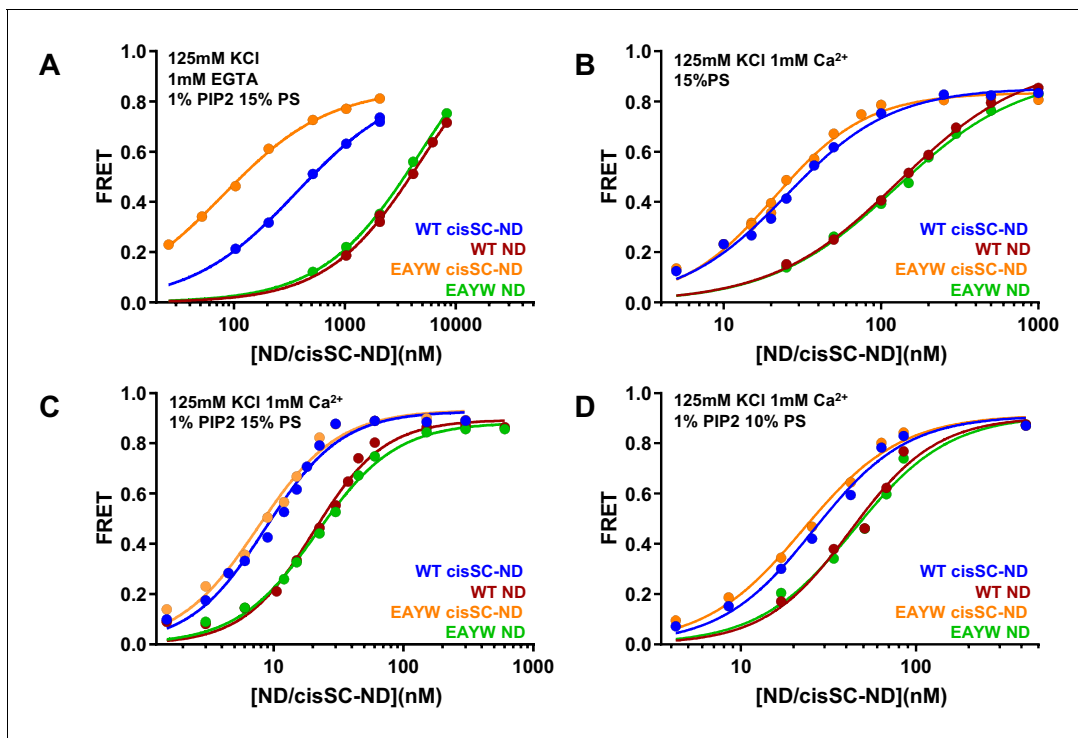 A
125mM KCl
1mM EGTA
1% PIP2 15% PS
FRET
1.0
0.8
0.6
0.4
0.2
0.0
WT cisSC-ND
WT ND
EAYW cisSC-ND
EAYW ND
100 1000 10000
[ND/cisSC-ND](nM)
B
125mM KCl 1mM Ca²⁺
15%PS
FRET
1.0
0.8
0.6
0.4
0.2
0.0
WT cisSC-ND
WT ND
EAYW cisSC-ND
EAYW ND
10 100 1000
[ND/cisSC-ND](nM)
C
125mM KCl 1mM Ca²⁺
1% PIP2 15% PS
FRET
1.0
0.8
0.6
0.4
0.2
0.0
WT cisSC-ND
WT ND
EAYW cisSC-ND
EAYW ND
10 100 1000
[ND/cisSC-ND](nM)
D
125mM KCl 1mM Ca²⁺
1% PIP2 10% PS
FRET
1.0
0.8
0.6
0.4
0.2
0.0
WT cisSC-ND
WT ND
EAYW cisSC-ND
EAYW ND
10 100
[ND/cisSC-ND](nM)